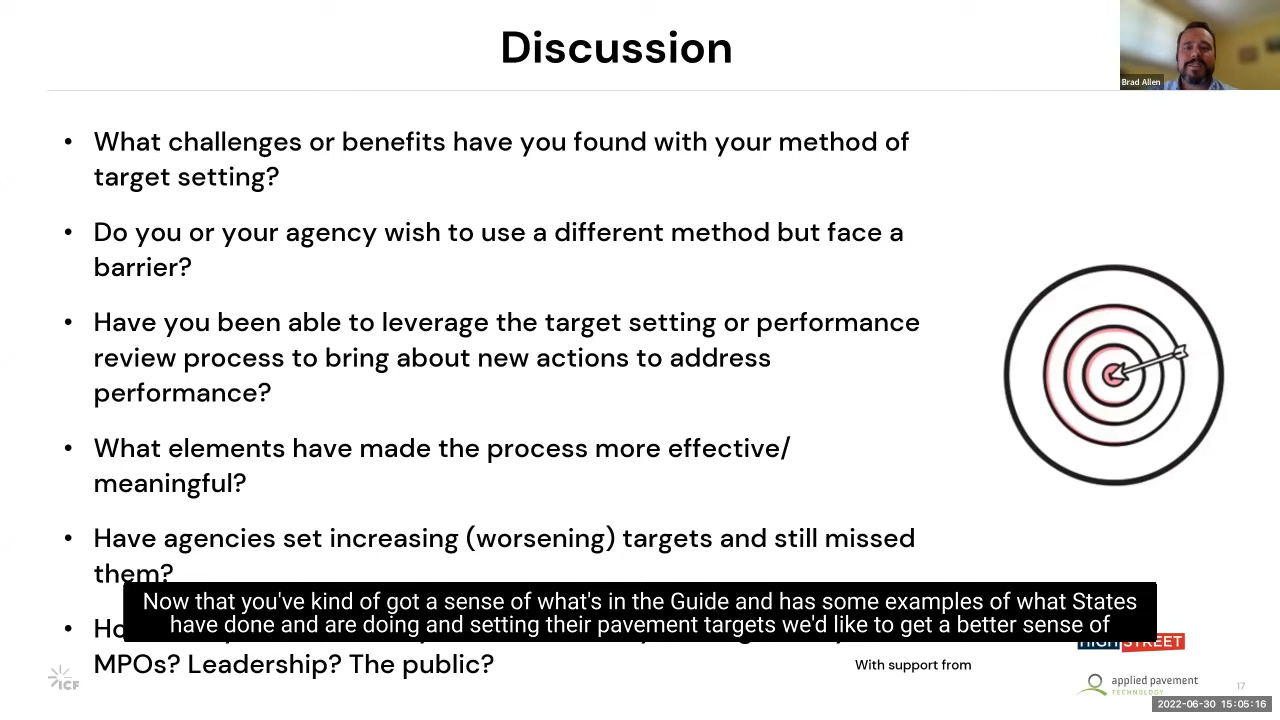 Discussion
Brad Allen
• What challenges or benefits have you found with your method of
target setting?
• Do you or your agency wish to use a different method but face a
barrier?
• Have you been able to leverage the target setting or performance
review process to bring about new actions to address
performance?
• What elements have made the process more effective/
meaningful?
• Have agencies set increasing (worsening) targets and still missed
them?
Now that you've kind of got a sense of what's in the Guide and has some examples of what States
have done and are doing and setting their pavement targets we'd like to get a better sense of
•
MPOs? Leadership? The public?
HIGH STREET
With support from
ICF
applied pavement
TECHNOLOGY
17
2022-06-30 15:05:16